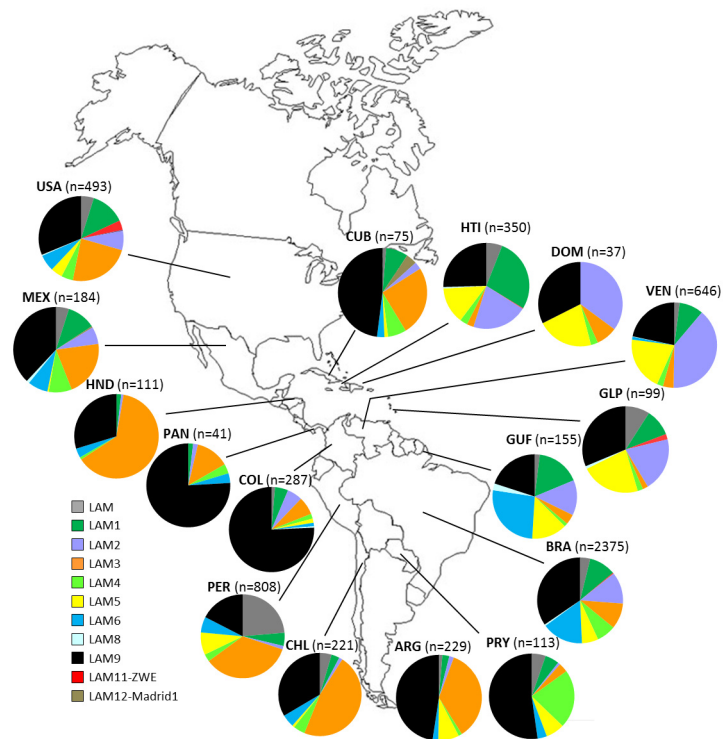 USA (n=493)
CUB (n=75)
HTI (n=350)
DOM (n=37)
VEN (n=646)
MEX (n=184)
HND (n=111)
PAN (n=41)
COL (n=287)
GLP (n=99)
GUF (n=155)
BRA (n=2375)
PER (n=808)
CHL (n=221)
ARG (n=229)
PRY (n=113)
LAM
LAM1
LAM2
LAM3
LAM4
LAM5
LAM6
LAM8
LAM9
LAM11-ZWE
LAM12-Madrid1